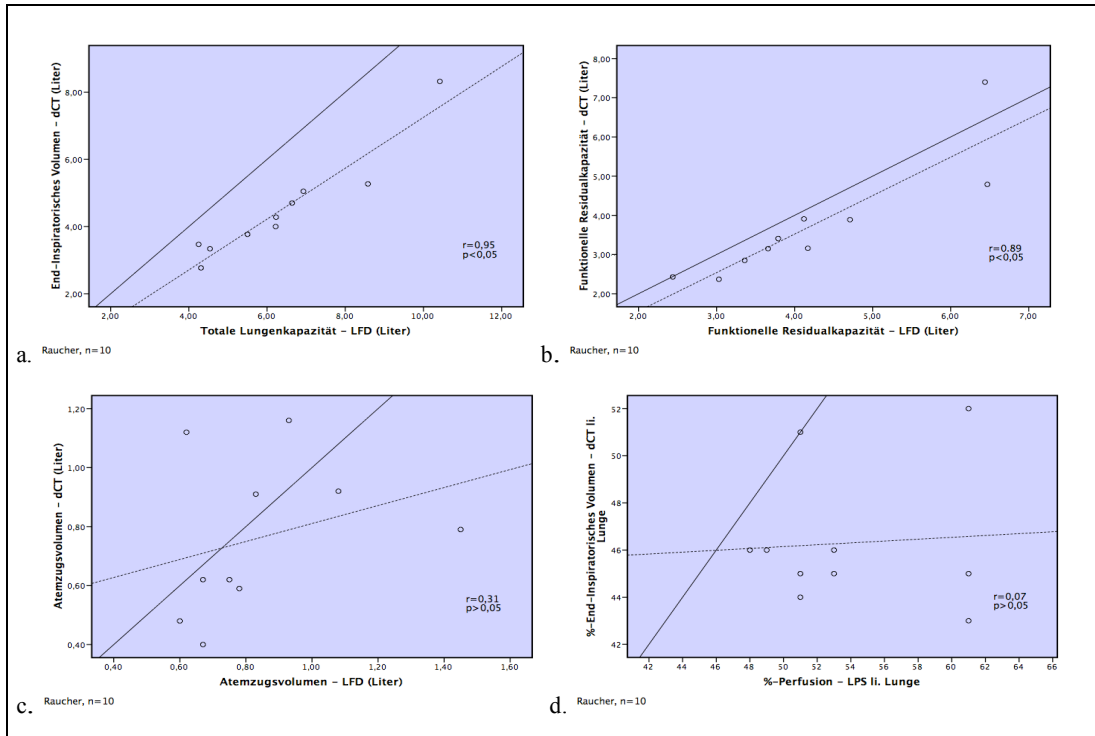 End-Inspiratorisches Volumen – dCT (Liter)
8,00
6,00
4,00
2,00
r=0,95
p<0,05
2,00 4,00 6,00 8,00 10,00 12,00
Totale Lungenkapazität – LFD (Liter)
a. Raucher, n=10
Funktionelle Residualkapazität – dCT (Liter)
8,00
7,00
6,00
5,00
4,00
3,00
2,00
r=0.89
p<0,05
2,00 3,00 4,00 5,00 6,00 7,00
Funktionelle Residualkapazität – LFD (Liter)
b. Raucher, n=10
Atemzugsvolumen – dCT (Liter)
1,20
1,00
0,80
0,60
0,40
r=0,31
p>0,05
0,40 0,60 0,80 1,00 1,20 1,40 1,60
Atemzugsvolumen – LFD (Liter)
c. Raucher, n=10
%-End-Inspiratorisches Volumen – dCT li.
Lunge
52
50
48
46
44
42
r=0,07
p>0,05
42 44 46 48 50 52 54 56 58 60 62 64 66
%-Perfusion – LPS li. Lunge
d. Raucher, n=10